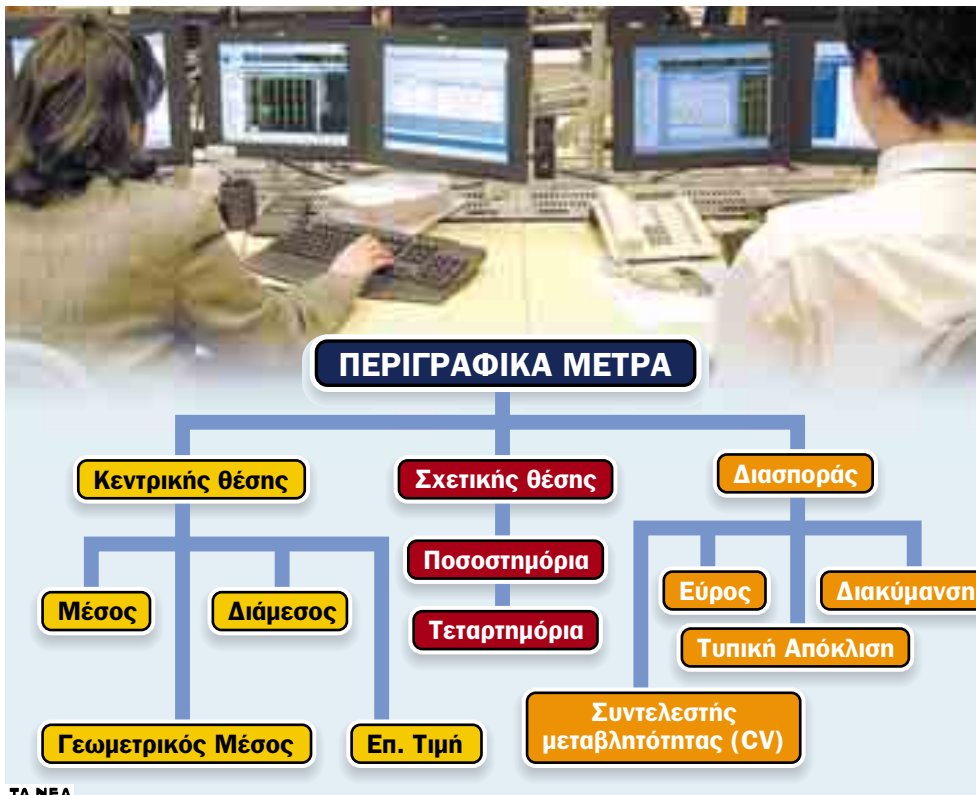 ΠΕΡΙΓΡΑΦΙΚΑ ΜΕΤΡΑ
Κεντρικής θέσης
Σχετικής θέσης
Διασποράς
Ποσοστημόρια
Μέσος
Διάμεσος
Τεταρτημόρια
Εύρος
Διακύμανση
Τυπική Απόκλιση
Γεωμετρικός Μέσος
Επ. Τιμή
Συντελεστής
μεταβλητότητας (CV)
ΤΑ ΝΕΑ